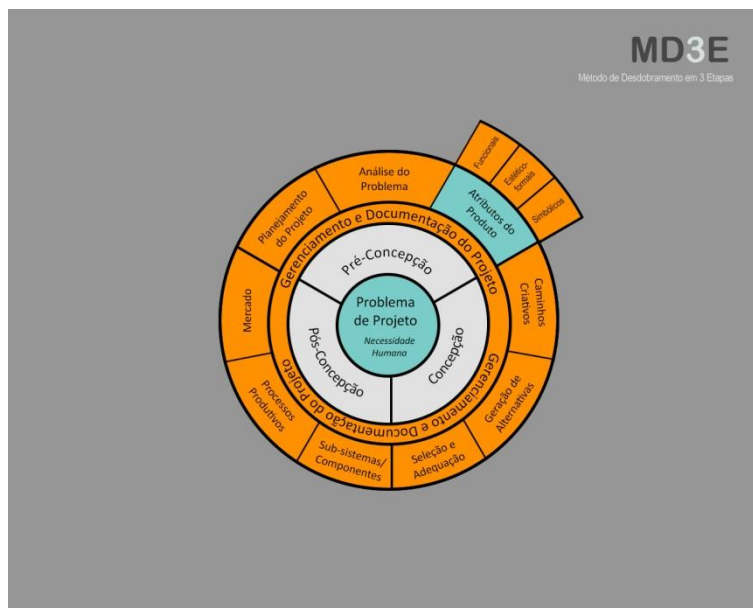 MD3E
Método de Desdobramento em 3 Etapas
Funcionais
Estético-
formais
Simbólicos
Análise do
Problema
Atributos do
Produto
Planejamento
do Projeto
Gerenciamento e Documentação do Projeto
Pré-Concepção
Caminhos
Criativos
Mercado
Problema
de Projeto
Necessidade
Humana
Pós-Concepção
Concepção
Gerenciamento e Documentação do Projeto
Geração de
Alternativas
Processos
Produtivos
Sub-sistemas/
Componentes
Seleção e
Adequação